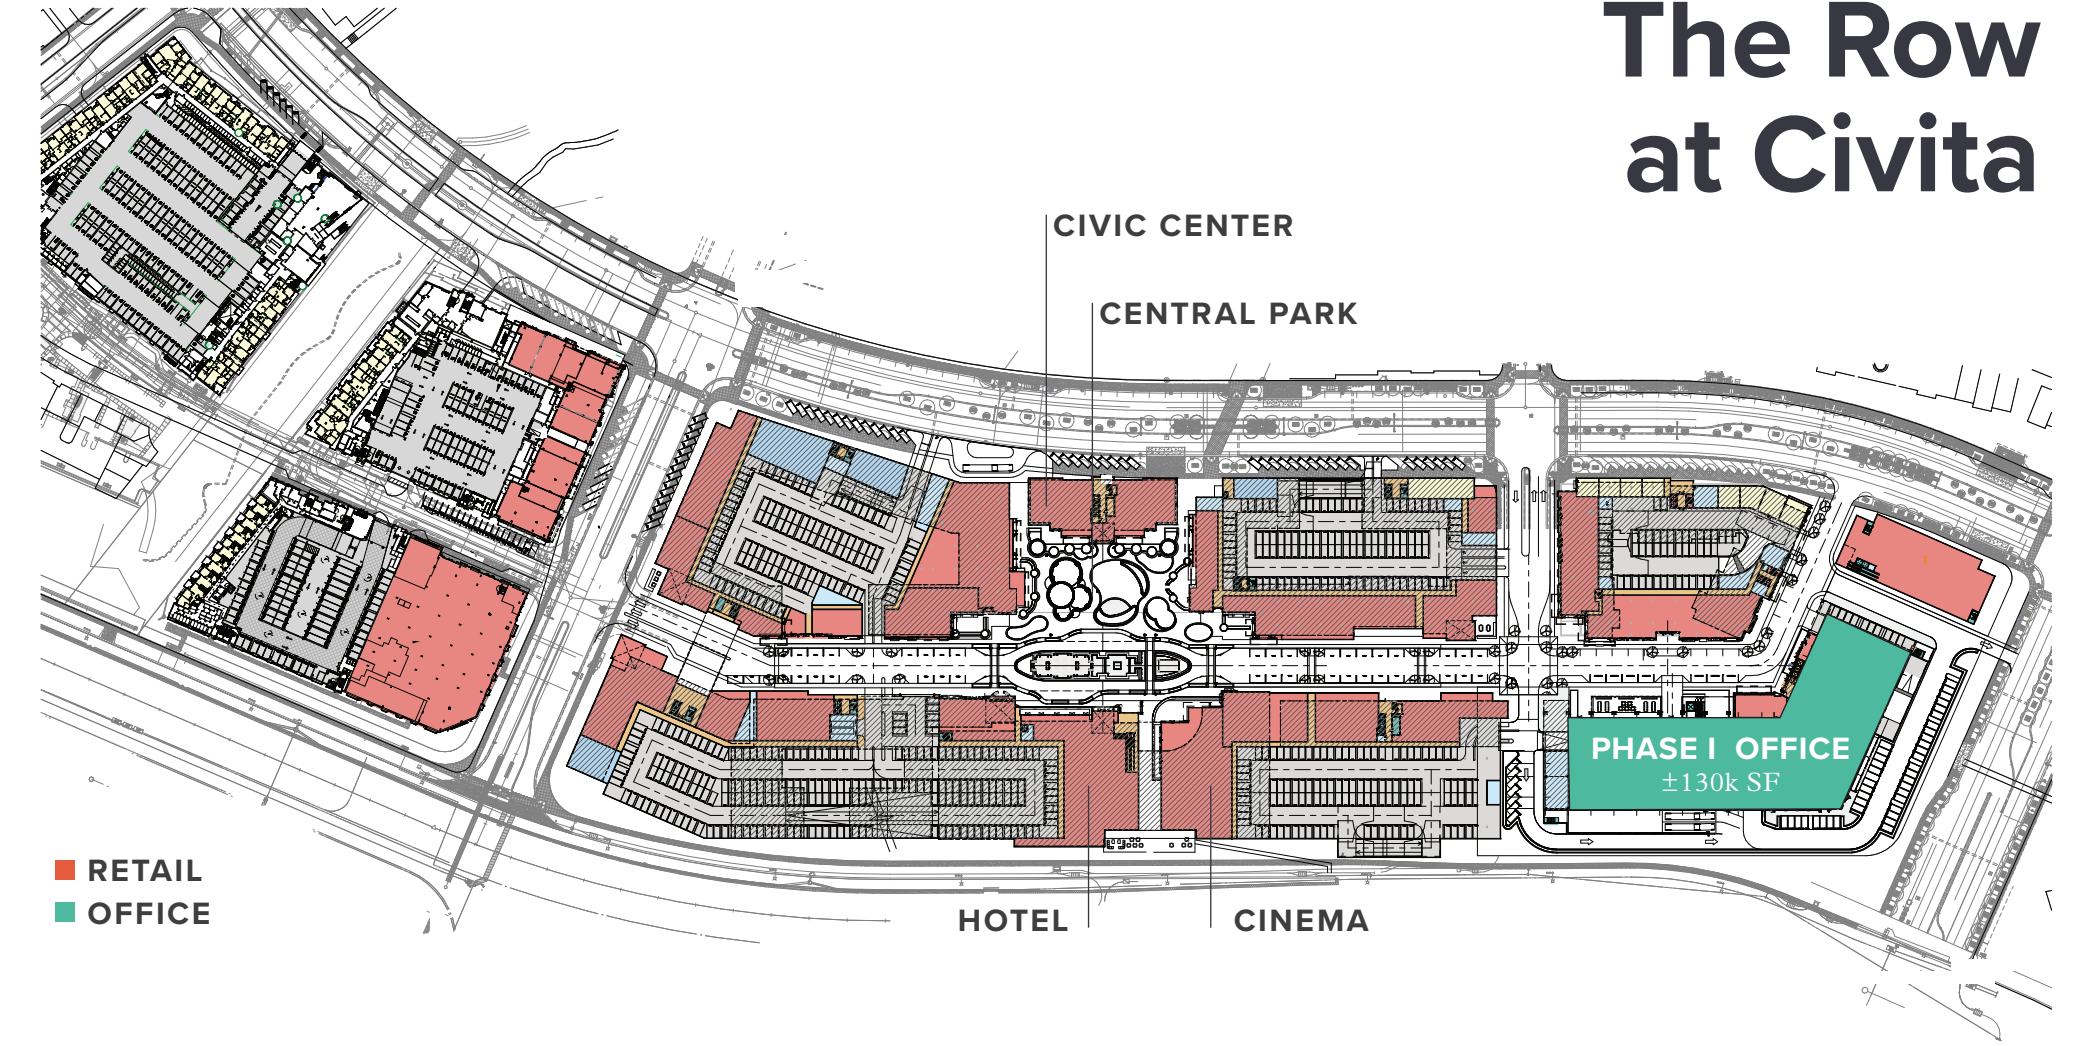 The Row
at Civita
CIVIC CENTER
CENTRAL PARK
PHASE I OFFICE
±130k SF
RETAIL
OFFICE
HOTEL
CINEMA